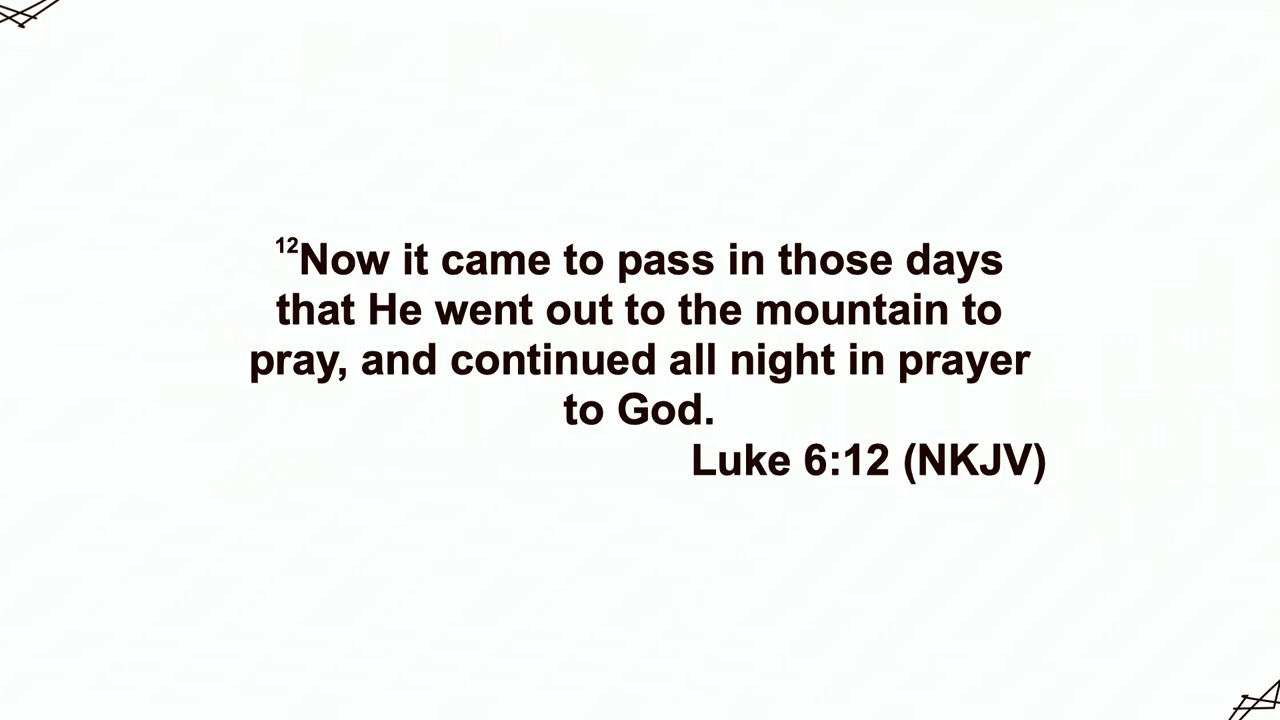 12Now it came to pass in those days
that He went out to the mountain to
pray, and continued all night in prayer
to God.
Luke 6:12 (NKJV)